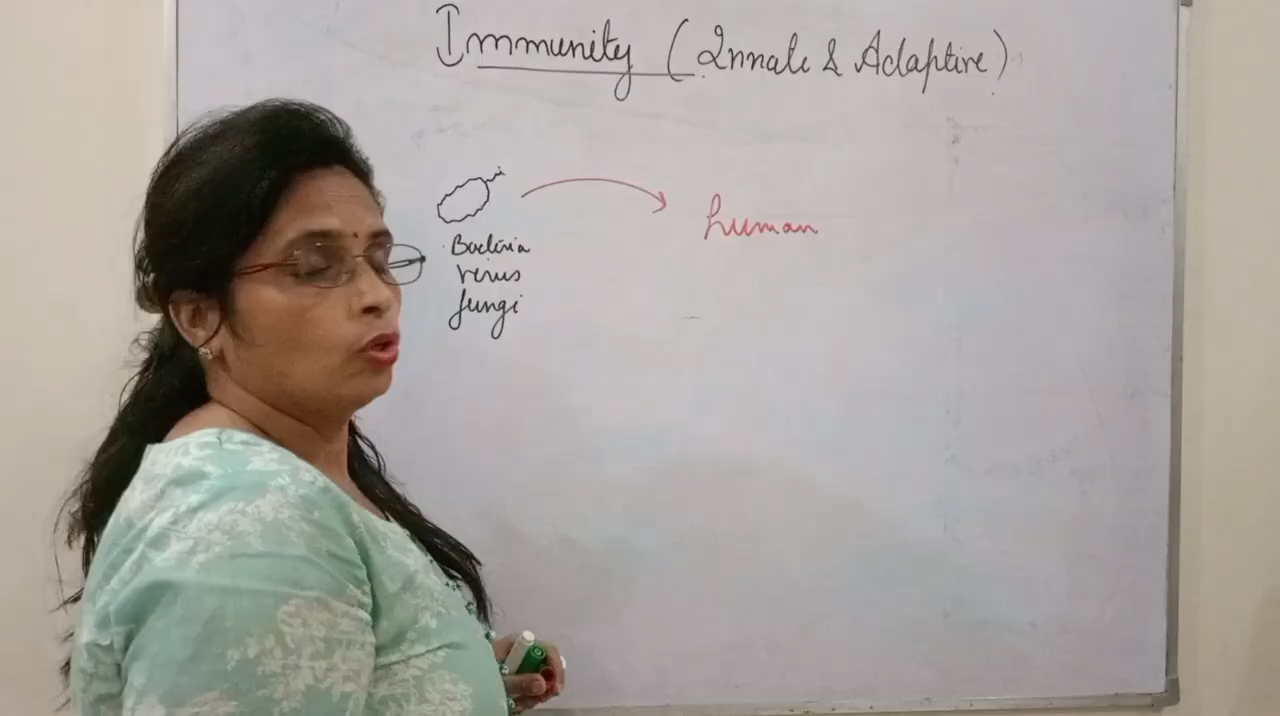 Immunity (Innate & Adaptive)
human
Bacteria
virus
fungi